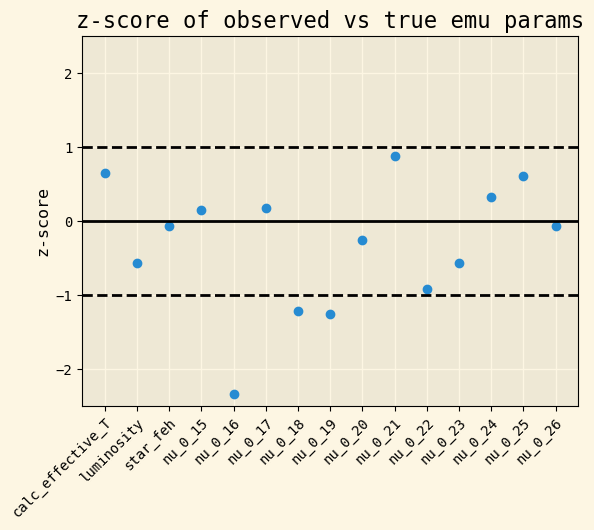 z-score of observed vs true emu params
z-score
2
1
0
−1
−2
calc_effective_T
luminosity
star_feh
nu_0_15
nu_0_16
nu_0_17
nu_0_18
nu_0_19
nu_0_20
nu_0_21
nu_0_22
nu_0_23
nu_0_24
nu_0_25
nu_0_26